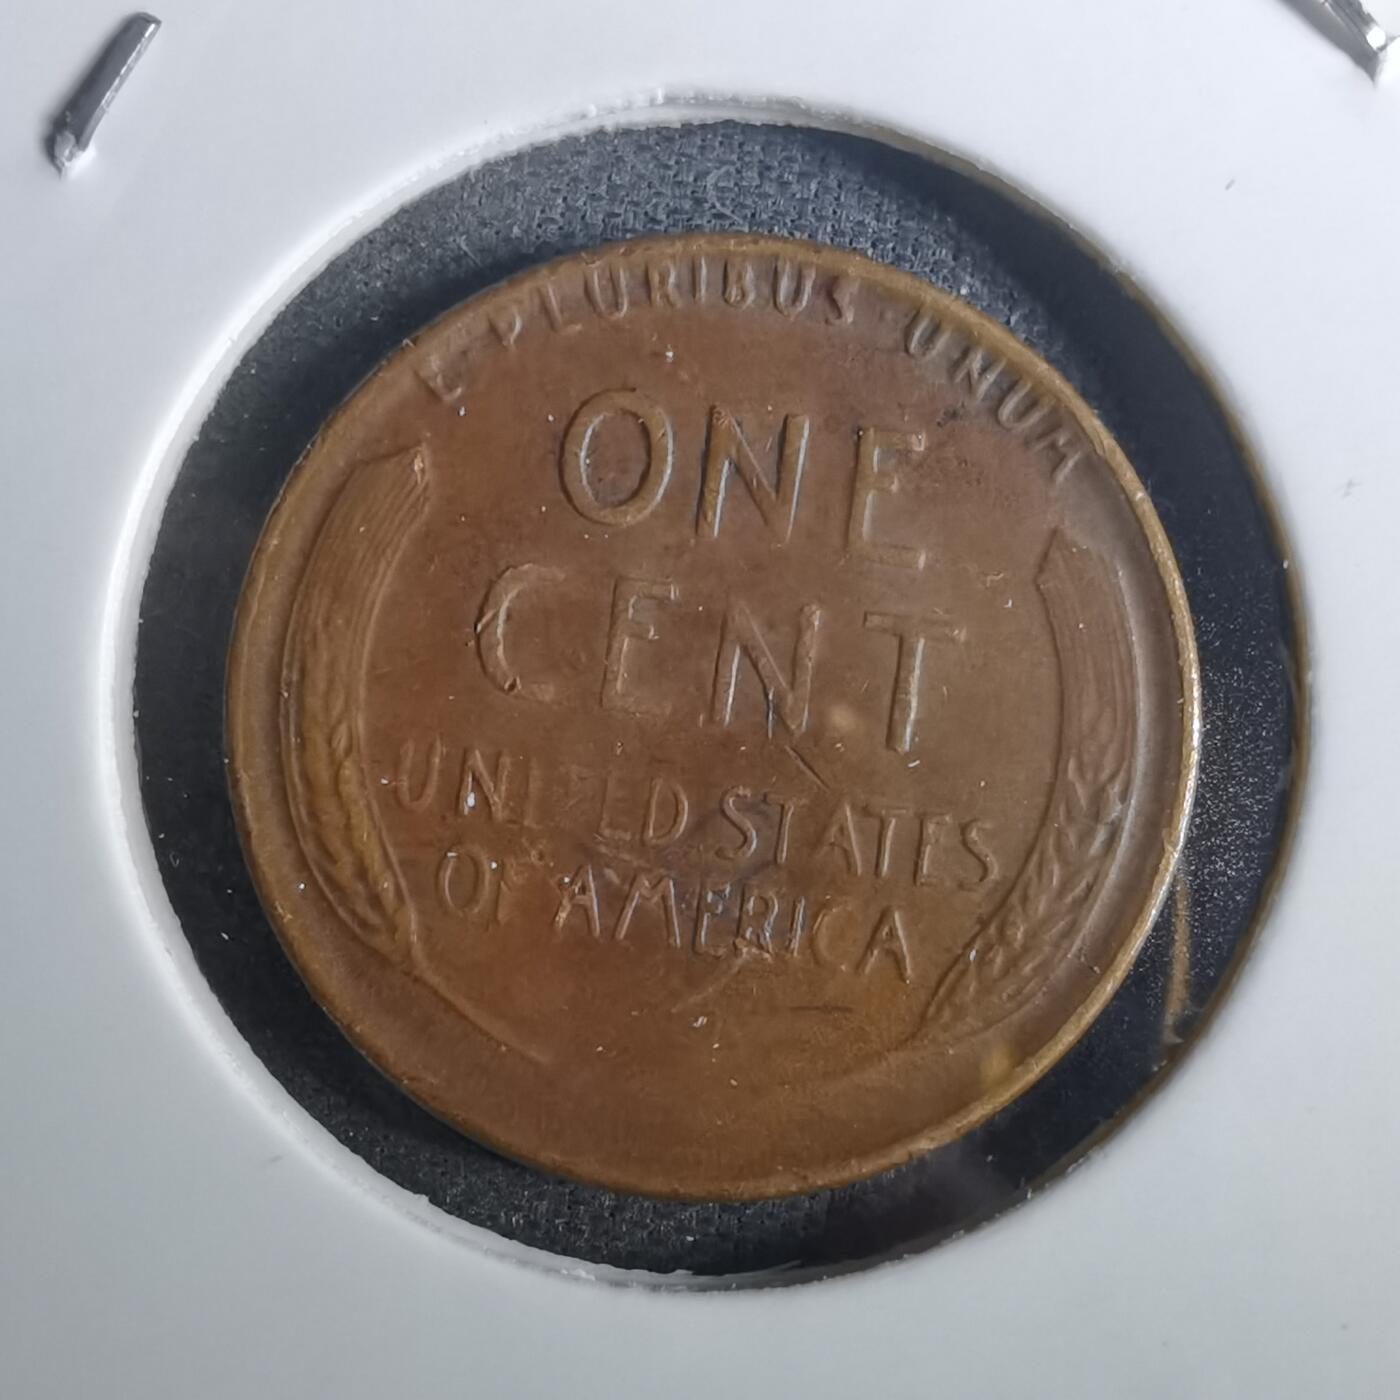 E·PLURIBUS·UNUM
ONE
CENT
UNITED STATES
OF AMERICA